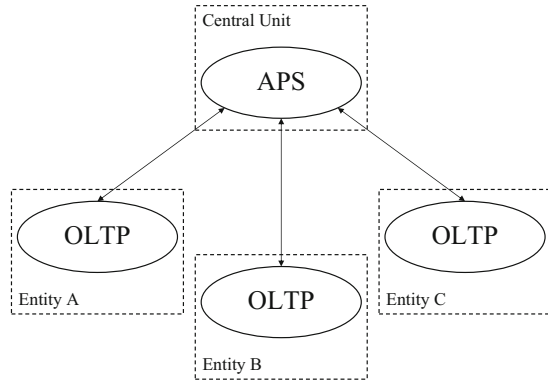 Central Unit
APS
OLTP
Entity A
OLTP
Entity B
OLTP
Entity C